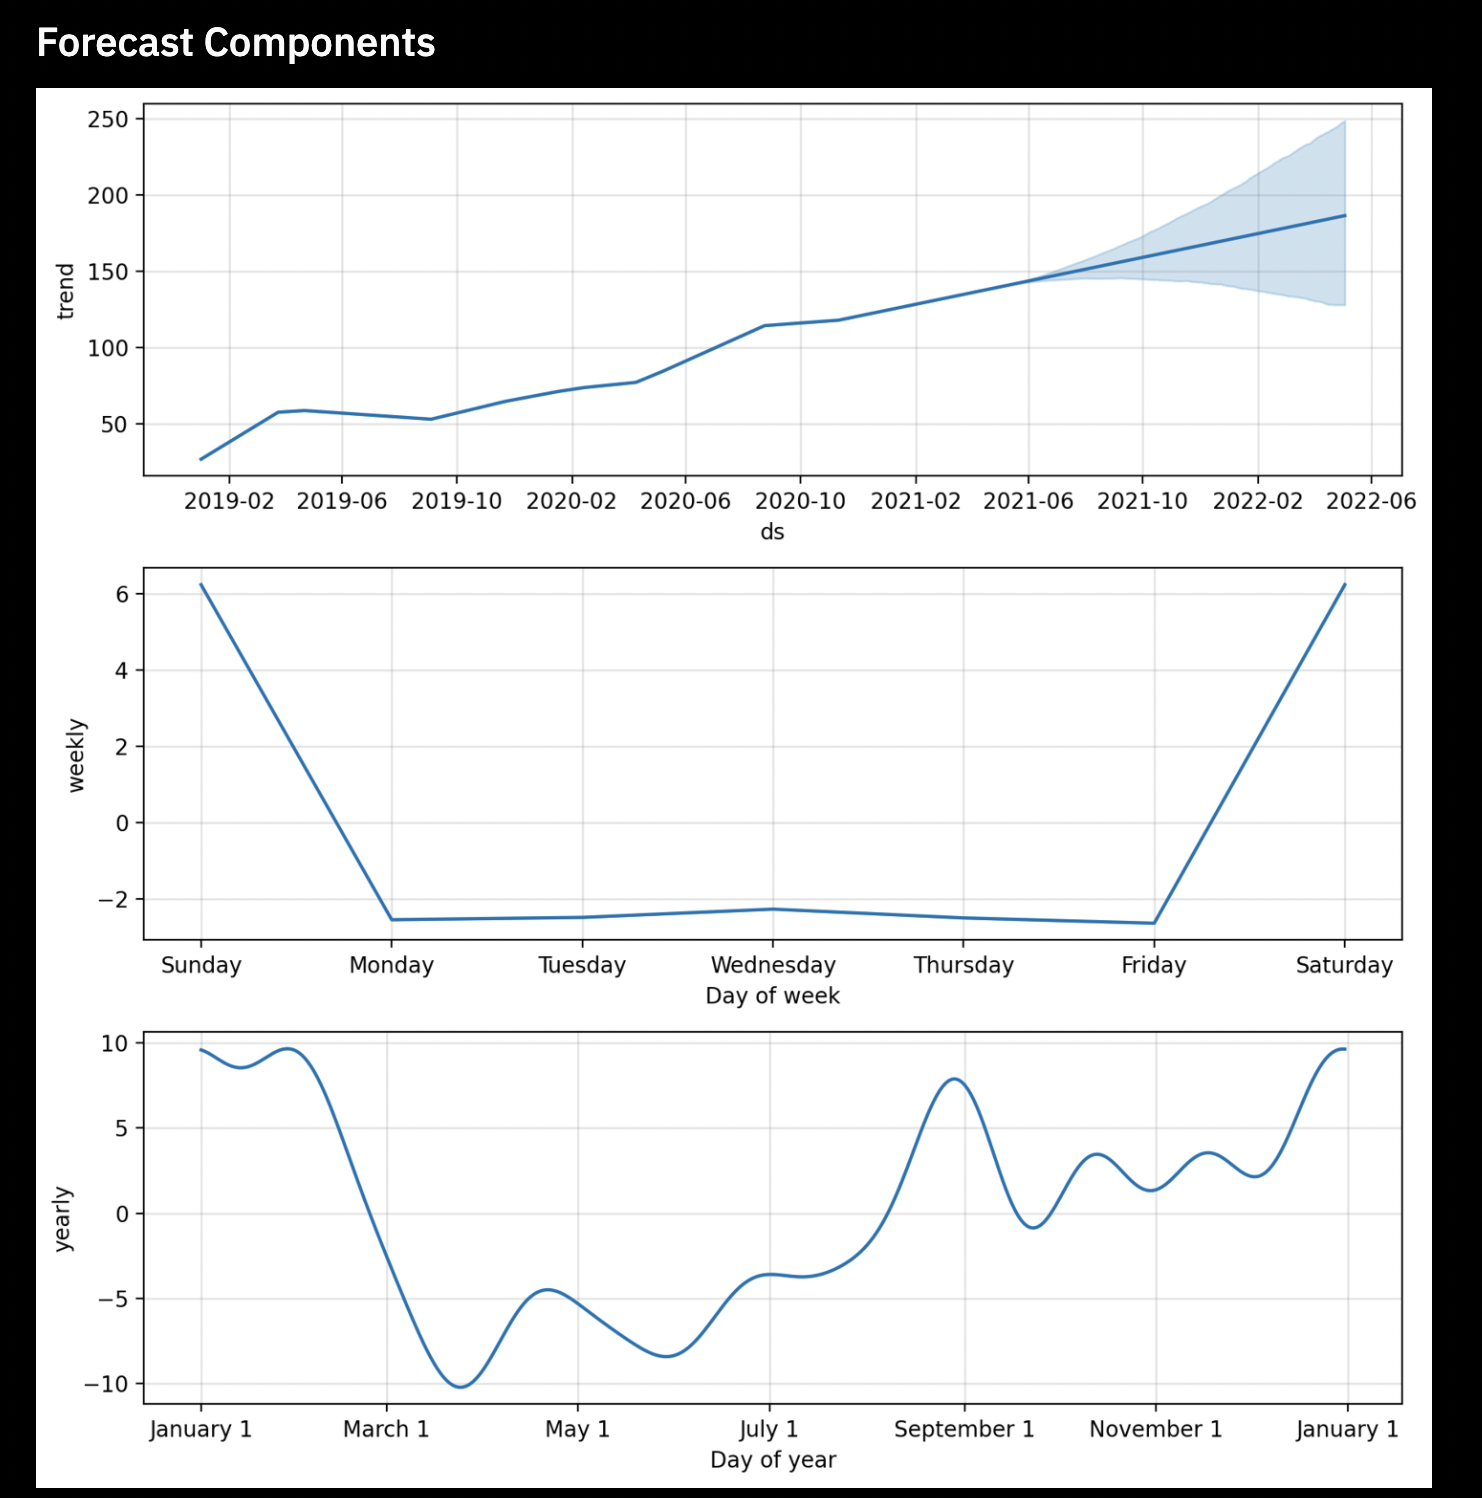 Forecast Components
250
200
150
100
50
trend
2019-02 2019-06 2019-10 2020-02 2020-06 2020-10 2021-02 2021-06 2021-10 2022-02 2022-06
ds
6
4
2
0
−2
weekly
Sunday Monday Tuesday Wednesday Thursday Friday Saturday
Day of week
10
5
0
−5
−10
yearly
January 1 March 1 May 1 July 1 September 1 November 1 January 1
Day of year